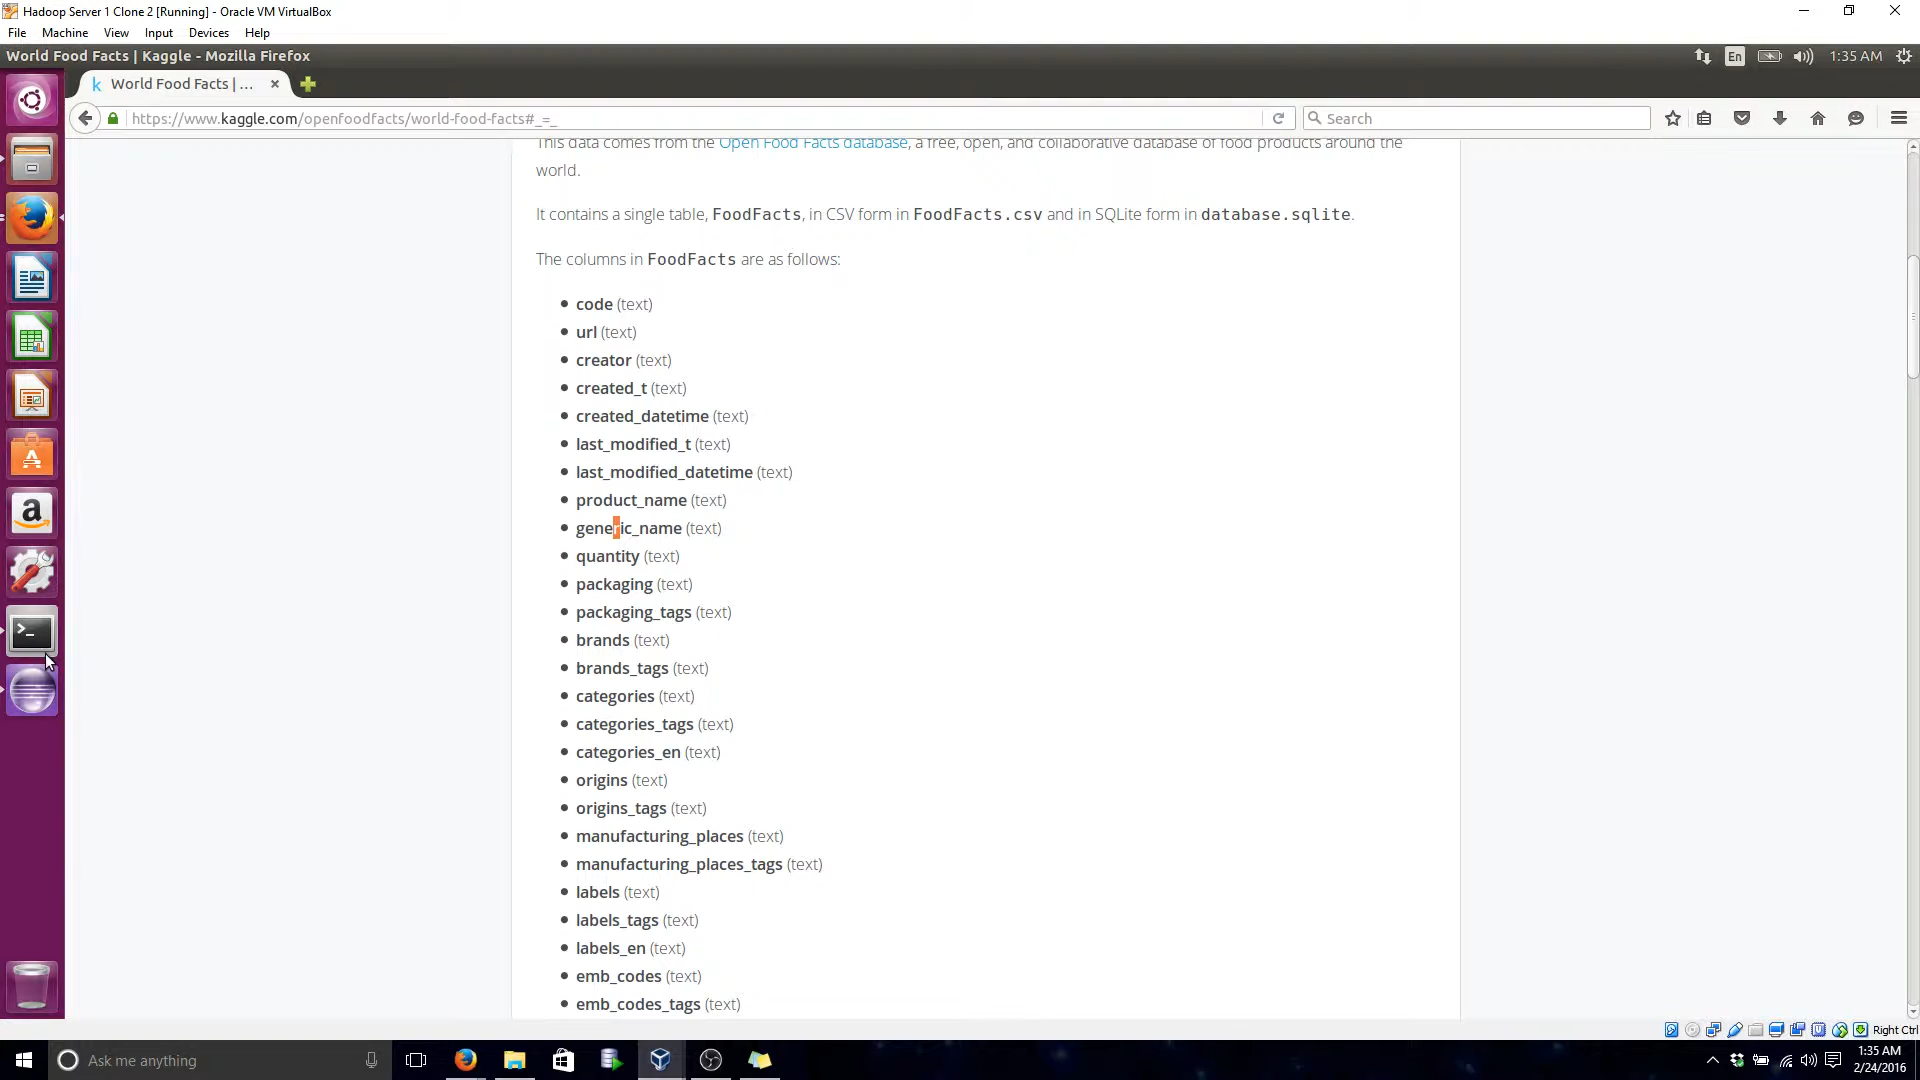 Hadoop Server 1 Clone 2 [Running] - Oracle VM VirtualBox
File Machine View Input Devices Help
World Food Facts | Kaggle - Mozilla Firefox
En 1:35 AM
k World Food Facts | ...
https://www.kaggle.com/openfoodfacts/world-food-facts#_=_
Search
This data comes from the Open Food Facts database, a free, open, and collaborative database of food products around the
world.
It contains a single table, FoodFacts, in CSV form in FoodFacts.csv and in SQLite form in database.sqlite.
The columns in FoodFacts are as follows:
• code (text)
• url (text)
• creator (text)
• created_t (text)
• created_datetime (text)
• last_modified_t (text)
• last_modified_datetime (text)
• product_name (text)
• generic_name (text)
• quantity (text)
• packaging (text)
• packaging_tags (text)
• brands (text)
• brands_tags (text)
• categories (text)
• categories_tags (text)
• categories_en (text)
• origins (text)
• origins_tags (text)
• manufacturing_places (text)
• manufacturing_places_tags (text)
• labels (text)
• labels_tags (text)
• labels_en (text)
• emb_codes (text)
• emb_codes_tags (text)
Right Ctrl
Ask me anything
1:35 AM
2/24/2016